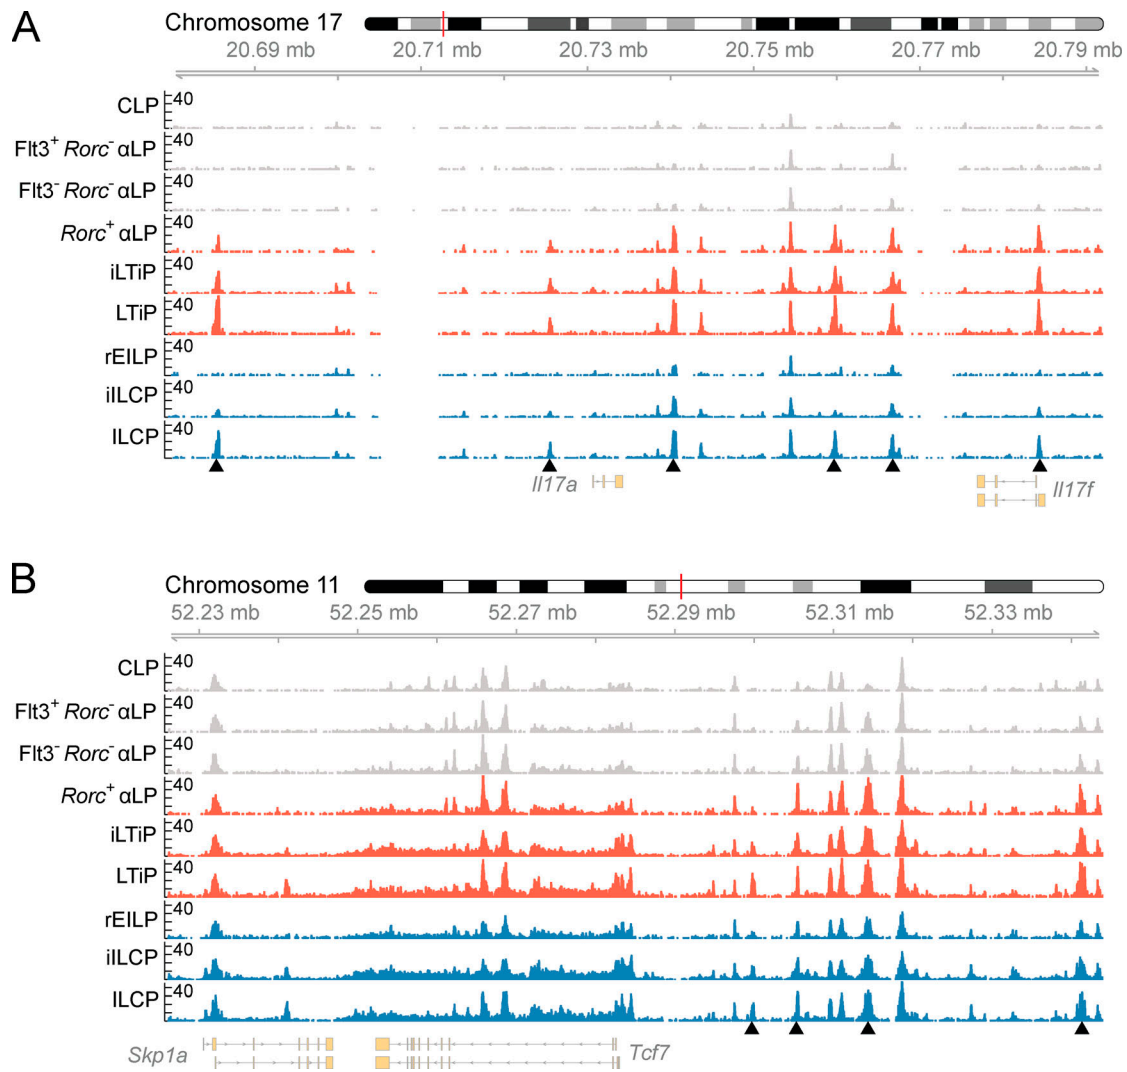 A
Chromosome 17
20.69 mb 20.71 mb 20.73 mb 20.75 mb 20.77 mb 20.79 mb
CLP 40
Flt3+ Rorc- αLP 40
Flt3- Rorc- αLP 40
Rorc+ αLP 40
iLTiP 40
LTiP 40
rEILP 40
iILCP 40
ILCP 40
Il17a Il17f
B
Chromosome 11
52.23 mb 52.25 mb 52.27 mb 52.29 mb 52.31 mb 52.33 mb
CLP 40
Flt3+ Rorc- αLP 40
Flt3- Rorc- αLP 40
Rorc+ αLP 40
iLTiP 40
LTiP 40
rEILP 40
iILCP 40
ILCP 40
Skp1a Tcf7